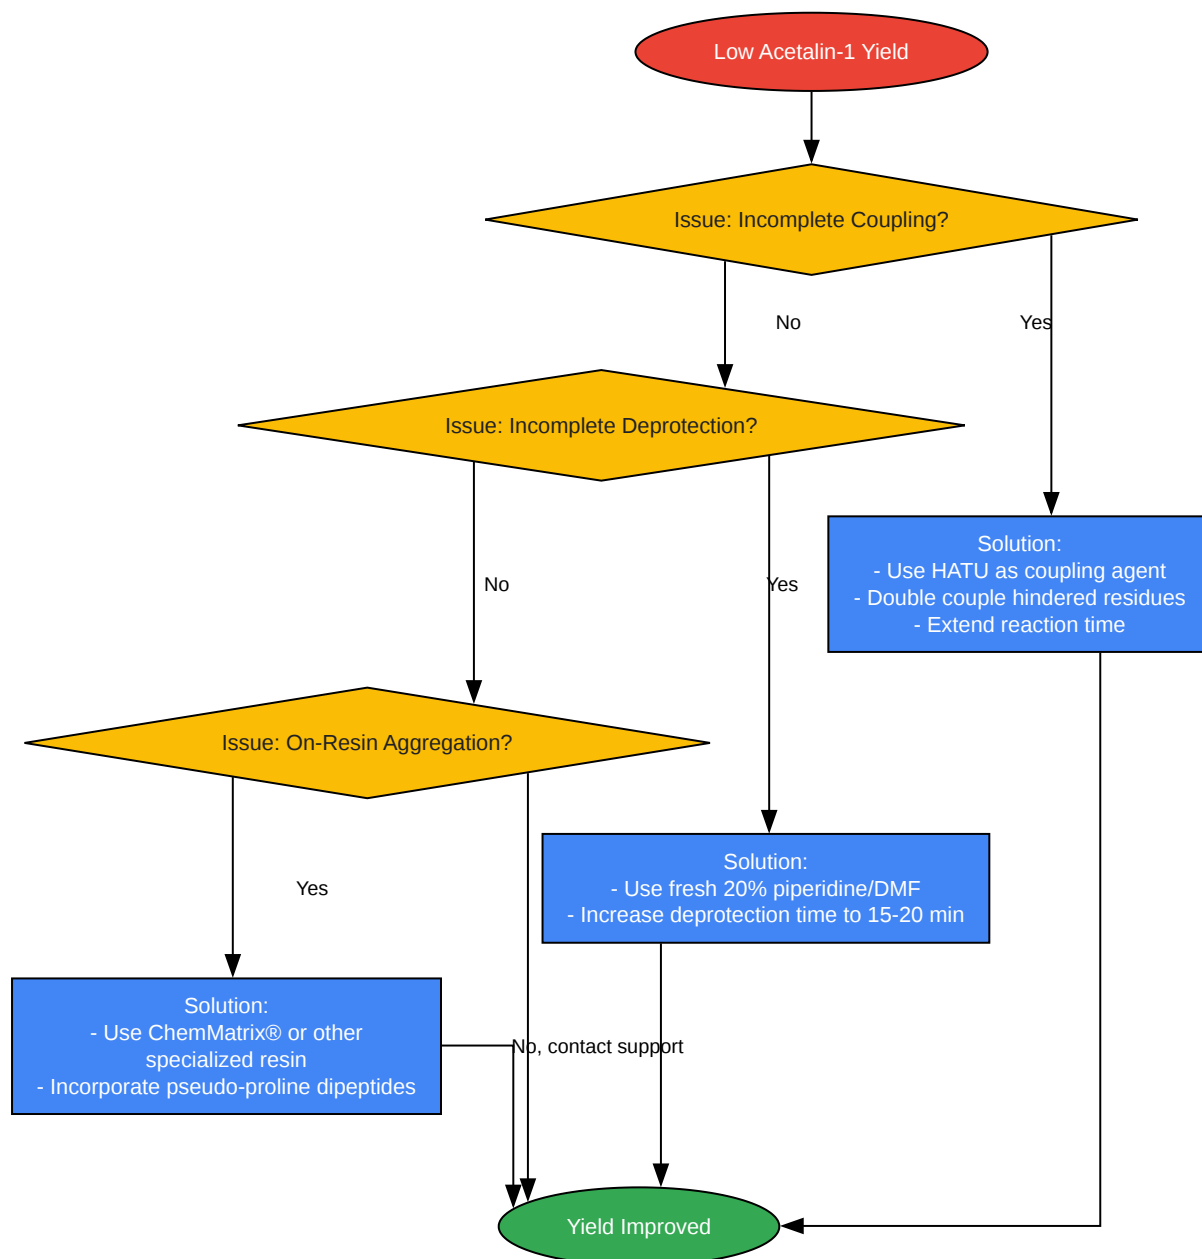 Low Acetalin-1 Yield
Issue: Incomplete Coupling?
No
Yes
Issue: Incomplete Deprotection?
Solution:
- Use HATU as coupling agent
- Double couple hindered residues
- Extend reaction time
No
Yes
Issue: On-Resin Aggregation?
Solution:
- Use fresh 20% piperidine/DMF
- Increase deprotection time to 15-20 min
Yes
Solution:
- Use ChemMatrix® or other
specialized resin
- Incorporate pseudo-proline dipeptides
No, contact support
Yield Improved